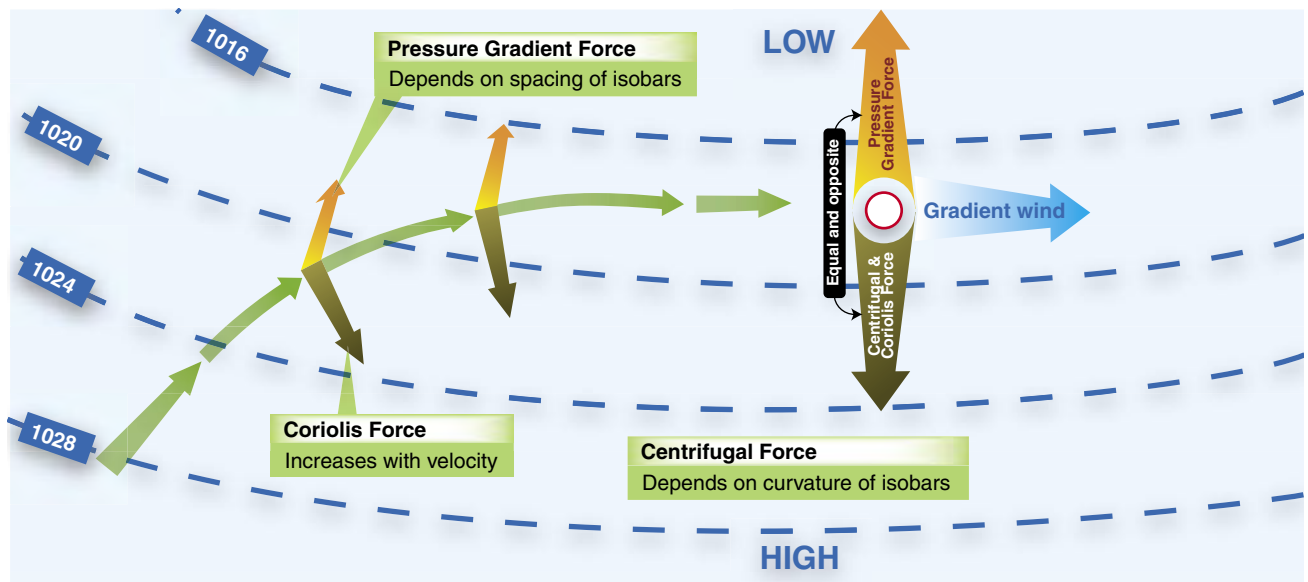 1016
LOW
Pressure Gradient Force
Depends on spacing of isobars
1020
Pressure
Gradient Force
Equal and opposite
Gradient wind
1024
Centrifugal &
Coriolis Force
1028
Coriolis Force
Increases with velocity
Centrifugal Force
Depends on curvature of isobars
HIGH